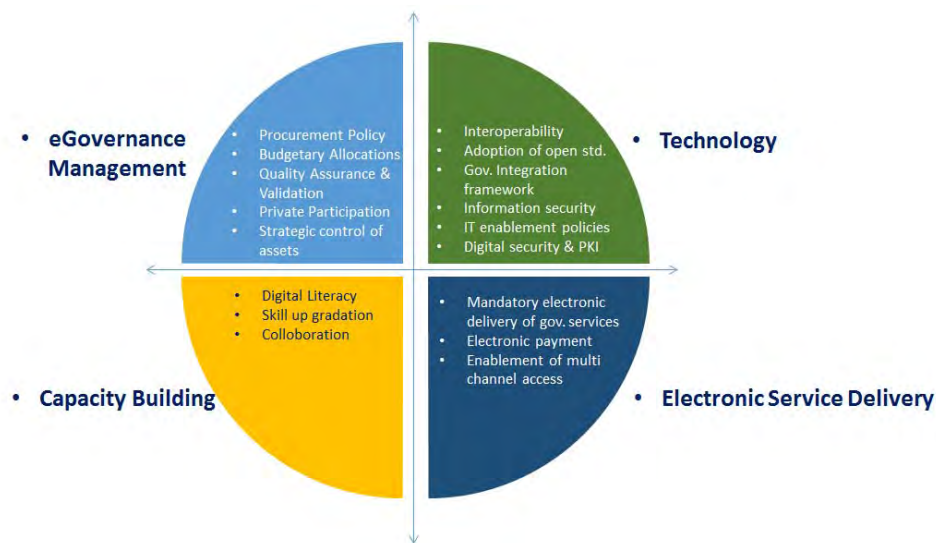 • eGovernance
Management
• Procurement Policy
• Budgetary Allocations
• Quality Assurance &
Validation
• Private Participation
• Strategic control of
assets
• Interoperability
• Adoption of open std.
• Gov. Integration
framework
• Information security
• IT enablement policies
• Digital security & PKI
• Technology
• Capacity Building
• Digital Literacy
• Skill up gradation
• Colloboration
• Mandatory electronic
delivery of gov. services
• Electronic payment
• Enablement of multi
channel access
• Electronic Service Delivery